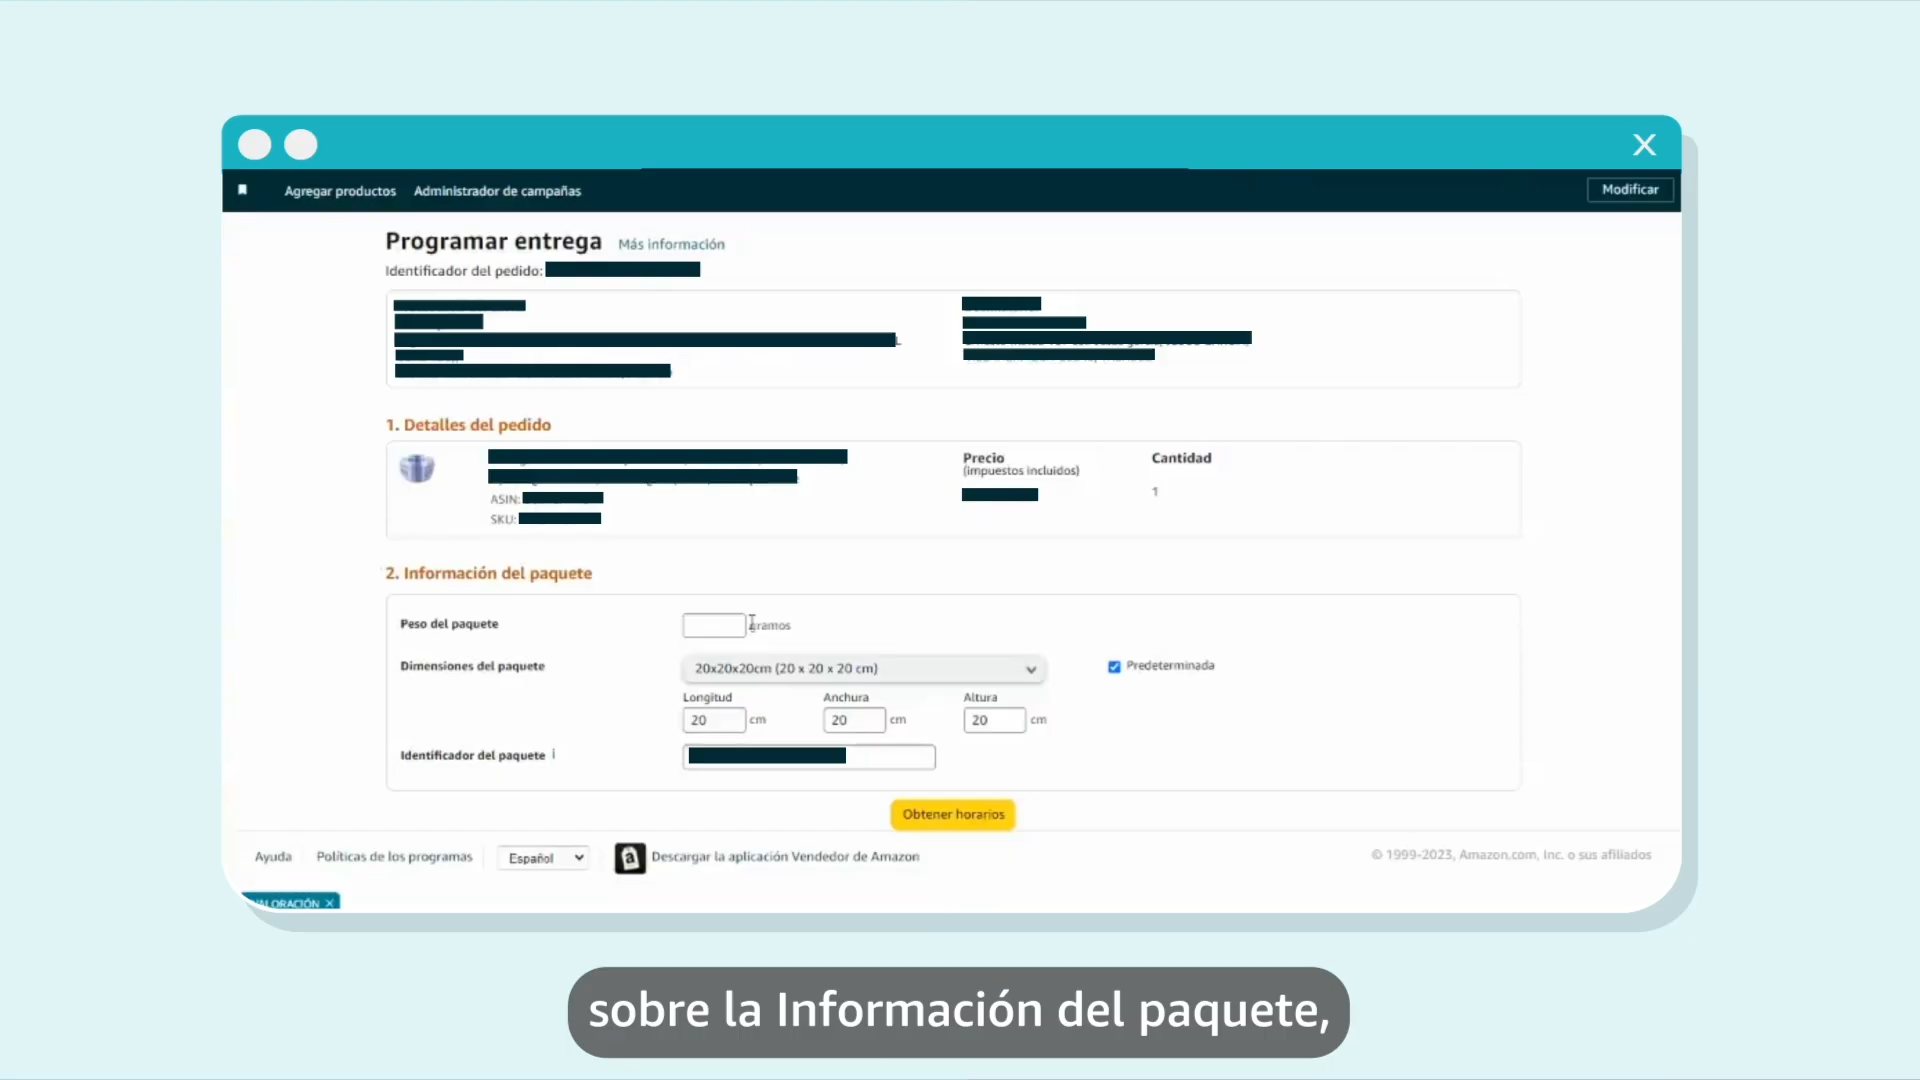 Agregar productos Administrador de campañas Modificar
Programar entrega Más información
Identificador del pedido:
1. Detalles del pedido
Precio Cantidad
(impuestos incluidos)
1
ASIN:
SKU:
2. Información del paquete
Peso del paquete gramos
Dimensiones del paquete 20x20x20cm (20 x 20 x 20 cm) Predeterminada
Longitud Anchura Altura
20 cm 20 cm 20 cm
Identificador del paquete i
Obtener horarios
Ayuda Políticas de los programas Español a Descargar la aplicación Vendedor de Amazon © 1999-2023, Amazon.com, Inc. o sus afiliados
VALORACIÓN X
sobre la Información del paquete,